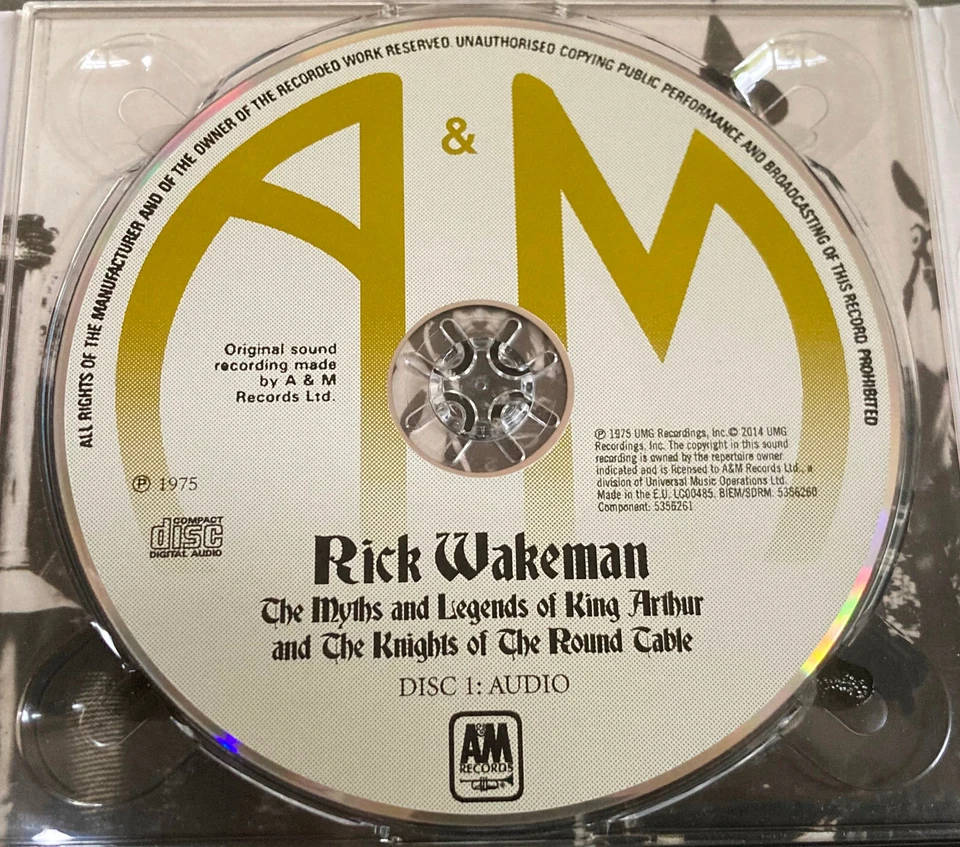 ALL RIGHTS OF THE MANUFACTURER AND OF THE OWNER OF THE RECORDED WORK RESERVED. UNAUTHORISED COPYING PUBLIC PERFORMANCE AND BROADCASTING OF THIS RECORD PROHIBITED
A & M
Original sound
recording made
by A & M
Records Ltd.
℗ 1975 UMG Recordings, Inc.© 2014 UMG
Recordings, Inc. The copyright in this sound
recording is owned by the repertoire owner
indicated and is licensed to A&M Records Ltd., a
division of Universal Music Operations Ltd.
Made in the E.U. LC00485. BIEM/SDRM. 5356260
Component: 5356261
℗ 1975
COMPACT
disc
DIGITAL AUDIO
Rick Wakeman
The Myths and Legends of King Arthur
and The Knights of The Round Table
DISC 1: AUDIO
A&M
RECORDS